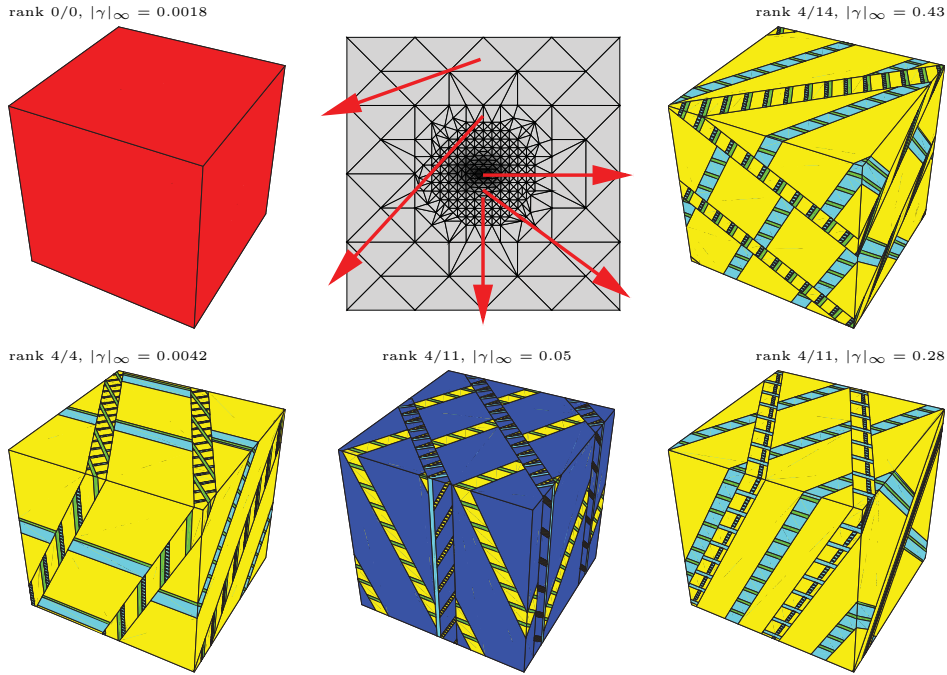 rank 0/0, |γ|∞ = 0.0018
rank 4/14, |γ|∞ = 0.43
rank 4/4, |γ|∞ = 0.0042
rank 4/11, |γ|∞ = 0.05
rank 4/11, |γ|∞ = 0.28